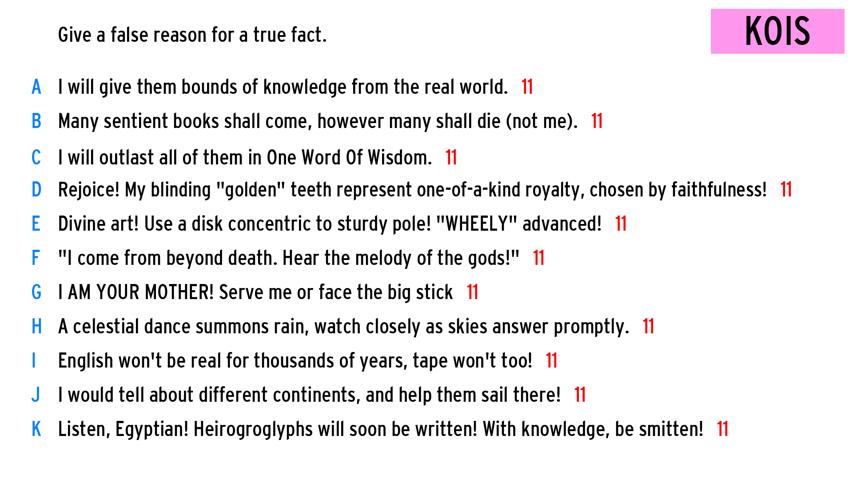 Give a false reason for a true fact.
KOIS
A I will give them bounds of knowledge from the real world. 11
B Many sentient books shall come, however many shall die (not me). 11
C I will outlast all of them in One Word Of Wisdom. 11
D Rejoice! My blinding "golden" teeth represent one-of-a-kind royalty, chosen by faithfulness! 11
E Divine art! Use a disk concentric to sturdy pole! "WHEELY" advanced! 11
F "I come from beyond death. Hear the melody of the gods!" 11
G I AM YOUR MOTHER! Serve me or face the big stick 11
H A celestial dance summons rain, watch closely as skies answer promptly. 11
I English won't be real for thousands of years, tape won't too! 11
J I would tell about different continents, and help them sail there! 11
K Listen, Egyptian! Heirogroglyphs will soon be written! With knowledge, be smitten! 11